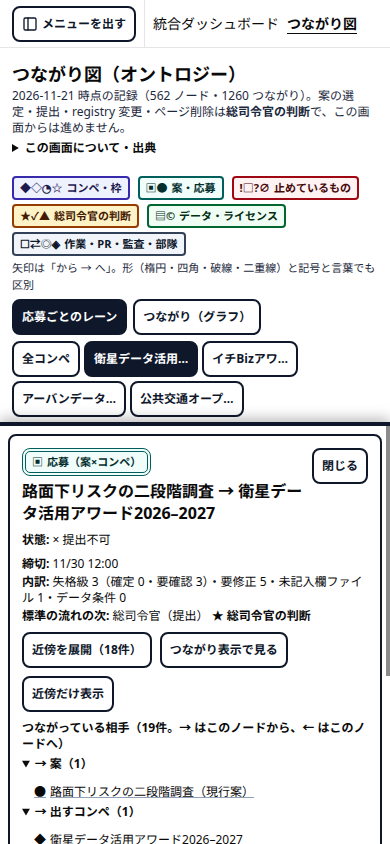 メニューを出す
統合ダッシュボード つながり図
つながり図（オントロジー）
2026-11-21 時点の記録（562 ノード・1260 つながり）。案の選
定・提出・registry 変更・ページ削除は総司令官の判断で、この画
面からは進めません。
▶ この画面について・出典
◆◇◔☆ コンペ・枠
▣● 案・応募
!□?⊘ 止めているもの
★✓▲ 総司令官の判断
▤© データ・ライセンス
☐⇄◎◆ 作業・PR・監査・部隊
矢印は「から → へ」。形（楕円・四角・破線・二重線）と記号と言葉でも
区別
応募ごとのレーン
つながり（グラフ）
全コンペ
衛星データ活用…
イチBizアワ…
アーバンデータ…
公共交通オープ…
▣ 応募（案×コンペ）
閉じる
路面下リスクの二段階調査 → 衛星デー
タ活用アワード2026–2027
状態: × 提出不可
締切: 11/30 12:00
内訳: 失格級 3（確定 0・要確認 3）・要修正 5・未記入欄ファイ
ル 1・データ条件 0
標準の流れの次: 総司令官（提出） ★ 総司令官の判断
近傍を展開（18件）
つながり表示で見る
近傍だけ表示
つながっている相手（19件。→ はこのノードから、← はこのノ
ードへ）
▼ → 案（1）
● 路面下リスクの二段階調査（現行案）
▼ → 出すコンペ（1）
◆ 衛星データ活用アワード2026–2027